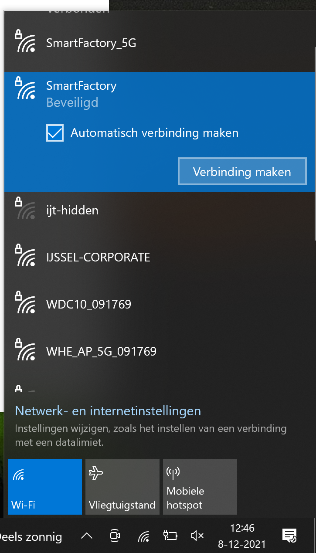 Verbonden
SmartFactory_5G
SmartFactory
Beveiligd
Automatisch verbinding maken
Verbinding maken
ijt-hidden
IJSSEL-CORPORATE
WDC10_091769
WHE_AP_5G_091769
Netwerk- en internetinstellingen
Instellingen wijzigen, zoals het instellen van een verbinding
met een datalimiet.
Wi-Fi
Vliegtuigstand
Mobiele
hotspot
Deels zonnig
12:46
8-12-2021